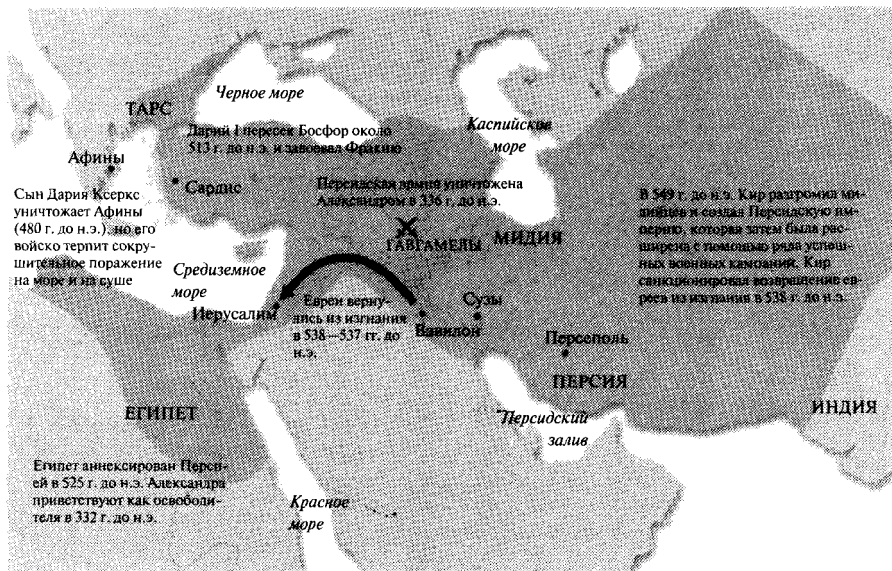 Черное море
ТАРС
Дарий I пересек Босфор около
513 г. до н.э. и завоевал Фракию
Каспийское
море
Афины
Сардис
Персидская армия уничтожена
Александром в 336 г. до н.э.
Сын Дария Ксеркс
уничтожает Афины
(480 г. до н.э.), но его
войско терпит сокру-
шительное поражение
на море и на суше
В 549 г. до н.э. Кир разгромил ми-
дийцев и создал Персидскую им-
перию, которая затем была рас-
ширена с помощью ряда успеш-
ных военных кампаний. Кир
санкционировал возвращение ев-
реев из изгнания в 538 г. до н.э.
ГАВГАМЕЛЫ
МИДИЯ
Средиземное
море
Иерусалим
Евреи верну-
лись из изгнания
в 538—537 гг. до
н.э.
Сузы
Вавилон
Персеполь
ПЕРСИЯ
ЕГИПЕТ
ИНДИЯ
Персидский
залив
Египет аннексирован Перси-
ей в 525 г. до н.э. Александра
приветствуют как освободи-
теля в 332 г. до н.э.
Красное
море